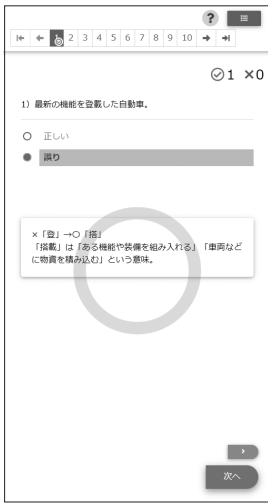 ?
1 2 3 4 5 6 7 8 9 10
1 ×0
1）最新の機能を登載した自動車。
正しい
誤り
×「登」→○「搭」
「搭載」は「ある機能や装備を組み入れる」「車両など
に物資を積み込む」という意味。
次へ